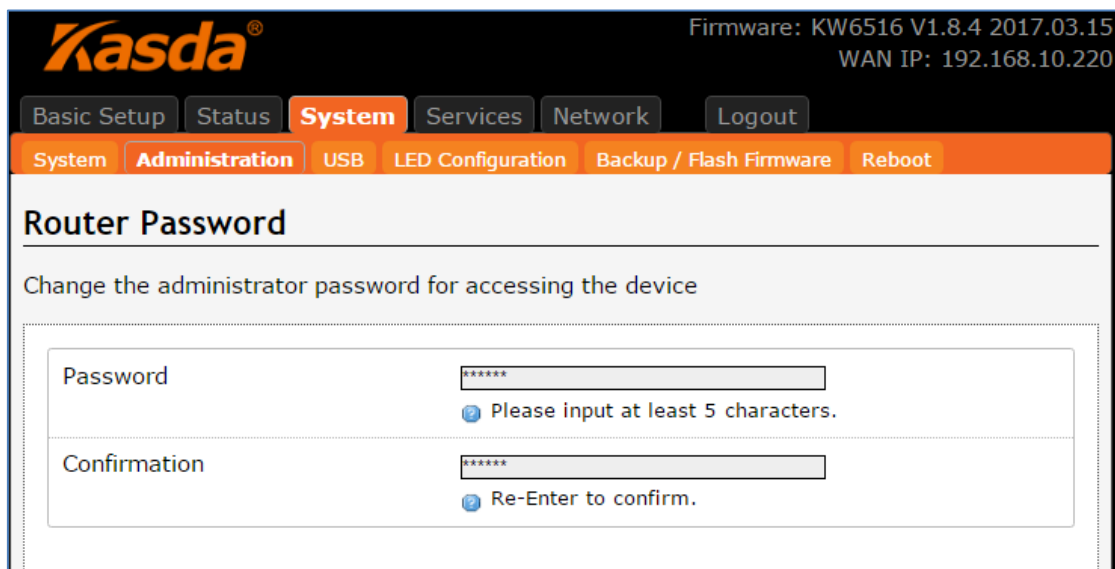 Kasda®
Firmware: KW6516 V1.8.4 2017.03.15
WAN IP: 192.168.10.220
Basic Setup Status System Services Network Logout
System Administration USB LED Configuration Backup / Flash Firmware Reboot
Router Password
Change the administrator password for accessing the device
Password ******
Please input at least 5 characters.
Confirmation ******
Re-Enter to confirm.